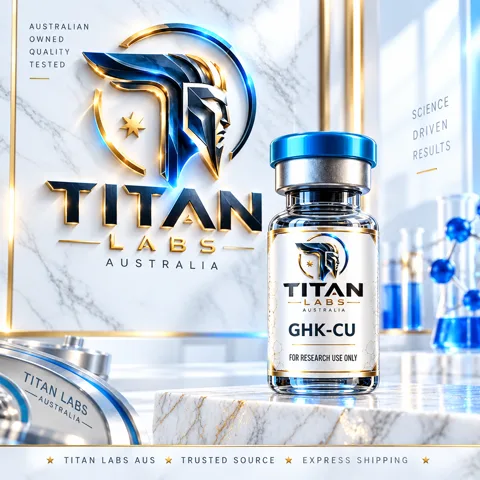 AUSTRALIAN
OWNED
QUALITY
TESTED
TITAN
LABS
AUSTRALIA
SCIENCE
DRIVEN
RESULTS
TITAN
LABS
AUSTRALIA
GHK-CU
FOR RESEARCH USE ONLY
TITAN LABS
AUSTRALIA
★ TITAN LABS AUS ★ TRUSTED SOURCE ★ EXPRESS SHIPPING ★